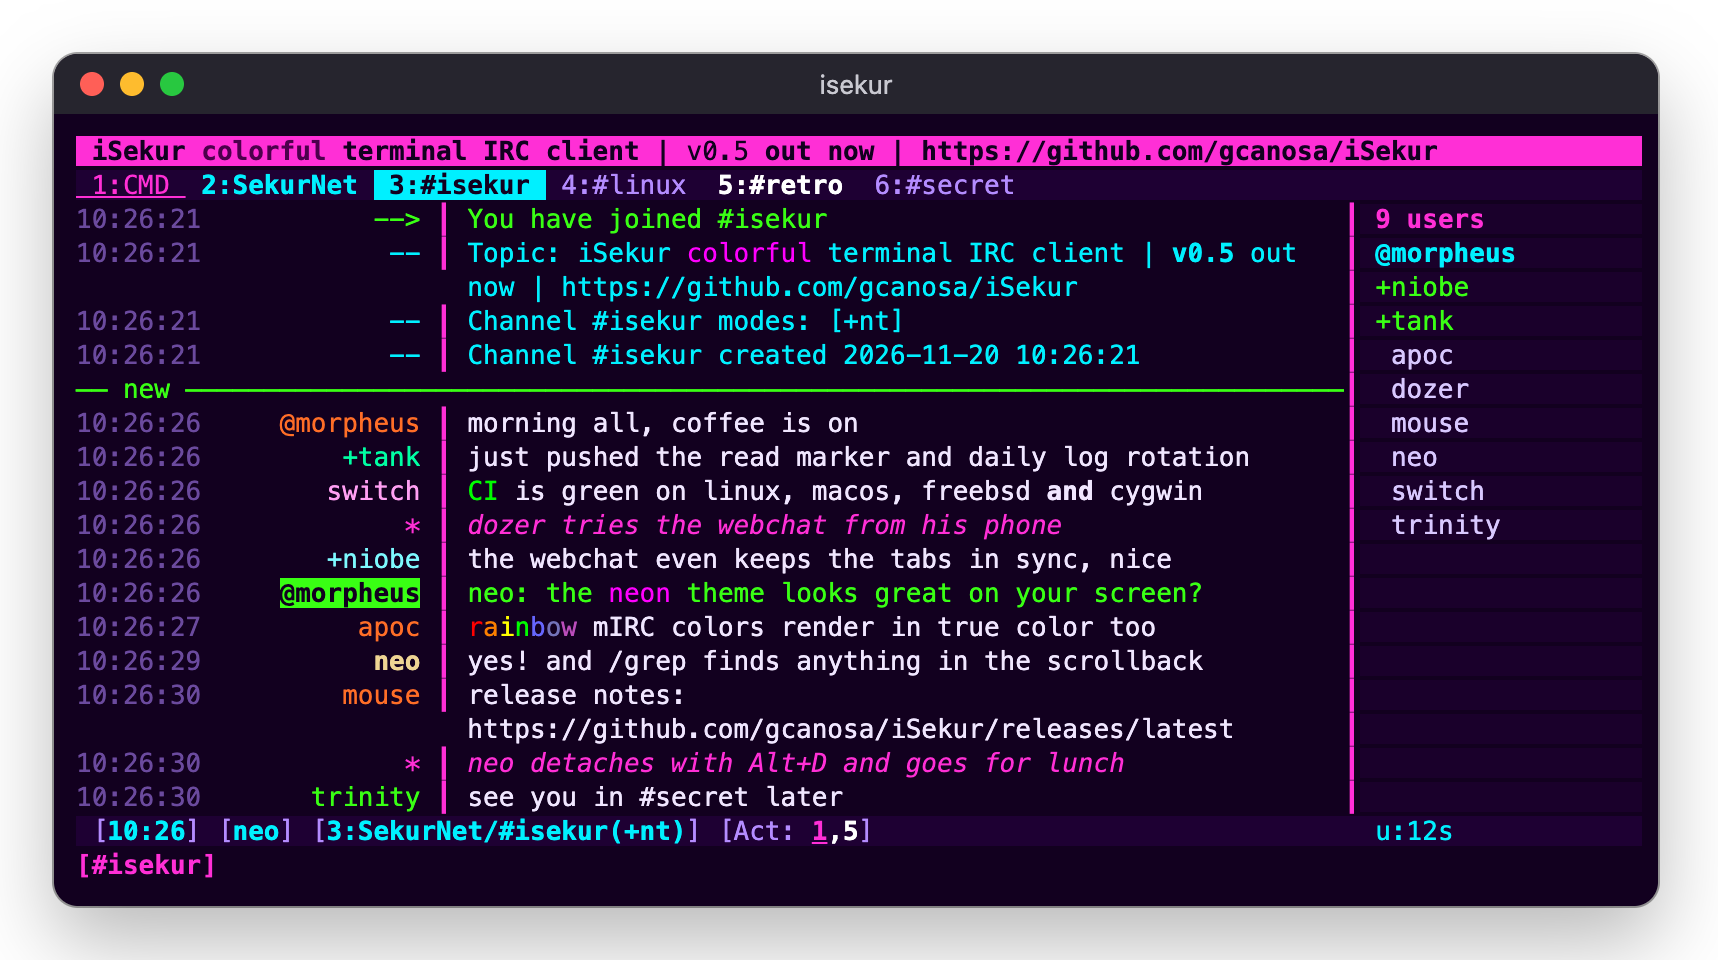 isekur
iSekur colorful terminal IRC client | v0.5 out now | https://github.com/gcanosa/iSekur
1:CMD 2:SekurNet 3:#isekur 4:#linux 5:#retro 6:#secret
10:26:21 --> You have joined #isekur
10:26:21 -- Topic: iSekur colorful terminal IRC client | v0.5 out
now | https://github.com/gcanosa/iSekur
10:26:21 -- Channel #isekur modes: [+nt]
10:26:21 -- Channel #isekur created 2026-11-20 10:26:21
── new ──
10:26:26 @morpheus morning all, coffee is on
10:26:26 +tank just pushed the read marker and daily log rotation
10:26:26 switch CI is green on linux, macos, freebsd and cygwin
10:26:26 * dozer tries the webchat from his phone
10:26:26 +niobe the webchat even keeps the tabs in sync, nice
10:26:26 @morpheus neo: the neon theme looks great on your screen?
10:26:27 apoc rainbow mIRC colors render in true color too
10:26:29 neo yes! and /grep finds anything in the scrollback
10:26:30 mouse release notes:
https://github.com/gcanosa/iSekur/releases/latest
10:26:30 * neo detaches with Alt+D and goes for lunch
10:26:30 trinity see you in #secret later
9 users
@morpheus
+niobe
+tank
apoc
dozer
mouse
neo
switch
trinity
[10:26] [neo] [3:SekurNet/#isekur(+nt)] [Act: 1,5] u:12s
[#isekur]